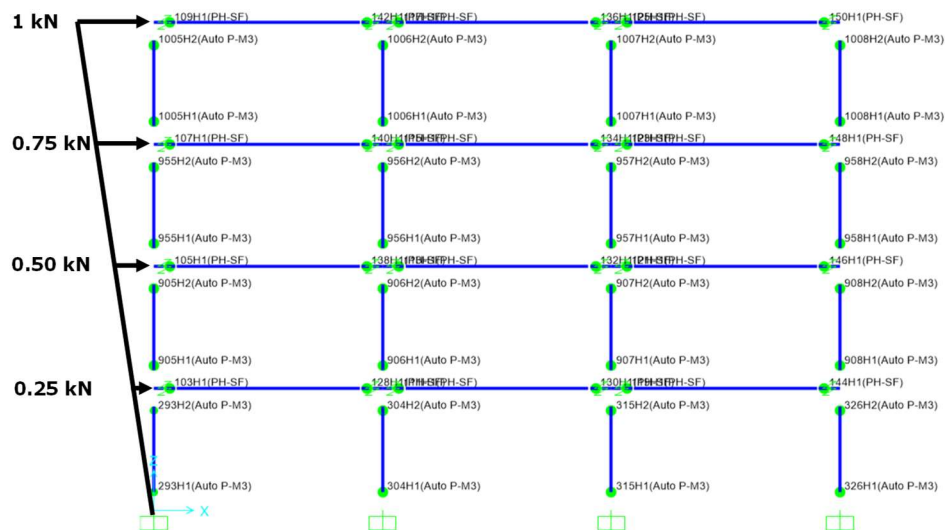 1 kN
109H1(PH-SF)
150H1(PH-SF)
1005H2(Auto P-M3)
1006H2(Auto P-M3)
1007H2(Auto P-M3)
1008H2(Auto P-M3)
1005H1(Auto P-M3)
1006H1(Auto P-M3)
1007H1(Auto P-M3)
1008H1(Auto P-M3)
0.75 kN
107H1(PH-SF)
148H1(PH-SF)
955H2(Auto P-M3)
956H2(Auto P-M3)
957H2(Auto P-M3)
958H2(Auto P-M3)
955H1(Auto P-M3)
956H1(Auto P-M3)
957H1(Auto P-M3)
958H1(Auto P-M3)
0.50 kN
105H1(PH-SF)
146H1(PH-SF)
905H2(Auto P-M3)
906H2(Auto P-M3)
907H2(Auto P-M3)
908H2(Auto P-M3)
905H1(Auto P-M3)
906H1(Auto P-M3)
907H1(Auto P-M3)
908H1(Auto P-M3)
0.25 kN
103H1(PH-SF)
144H1(PH-SF)
293H2(Auto P-M3)
304H2(Auto P-M3)
315H2(Auto P-M3)
326H2(Auto P-M3)
293H1(Auto P-M3)
304H1(Auto P-M3)
315H1(Auto P-M3)
326H1(Auto P-M3)
Z
X